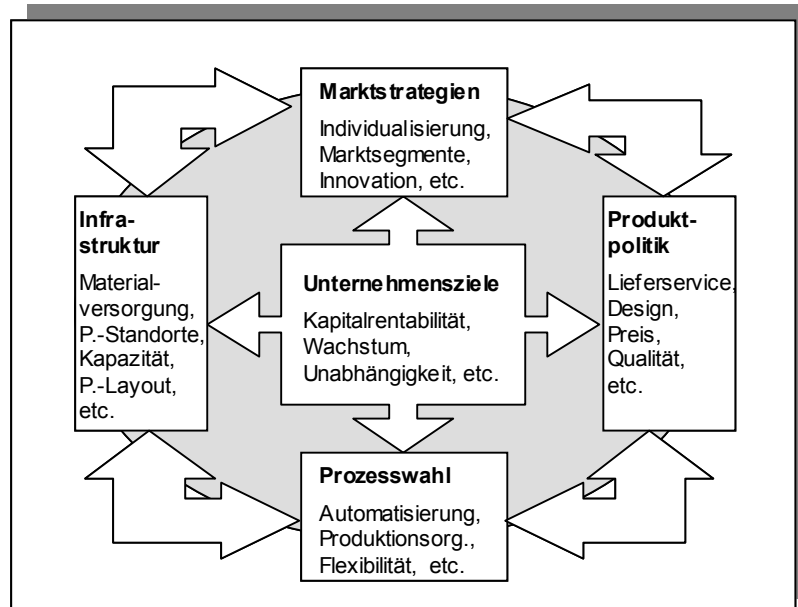 Marktstrategien
Individualisierung,
Marktsegmente,
Innovation, etc.
Infra-
struktur
Material-
versorgung,
P.-Standorte,
Kapazität,
P.-Layout,
etc.
Unternehmensziele
Kapitalrentabilität,
Wachstum,
Unabhängigkeit, etc.
Produkt-
politik
Lieferservice,
Design,
Preis,
Qualität,
etc.
Prozesswahl
Automatisierung,
Produktionsorg.,
Flexibilität, etc.